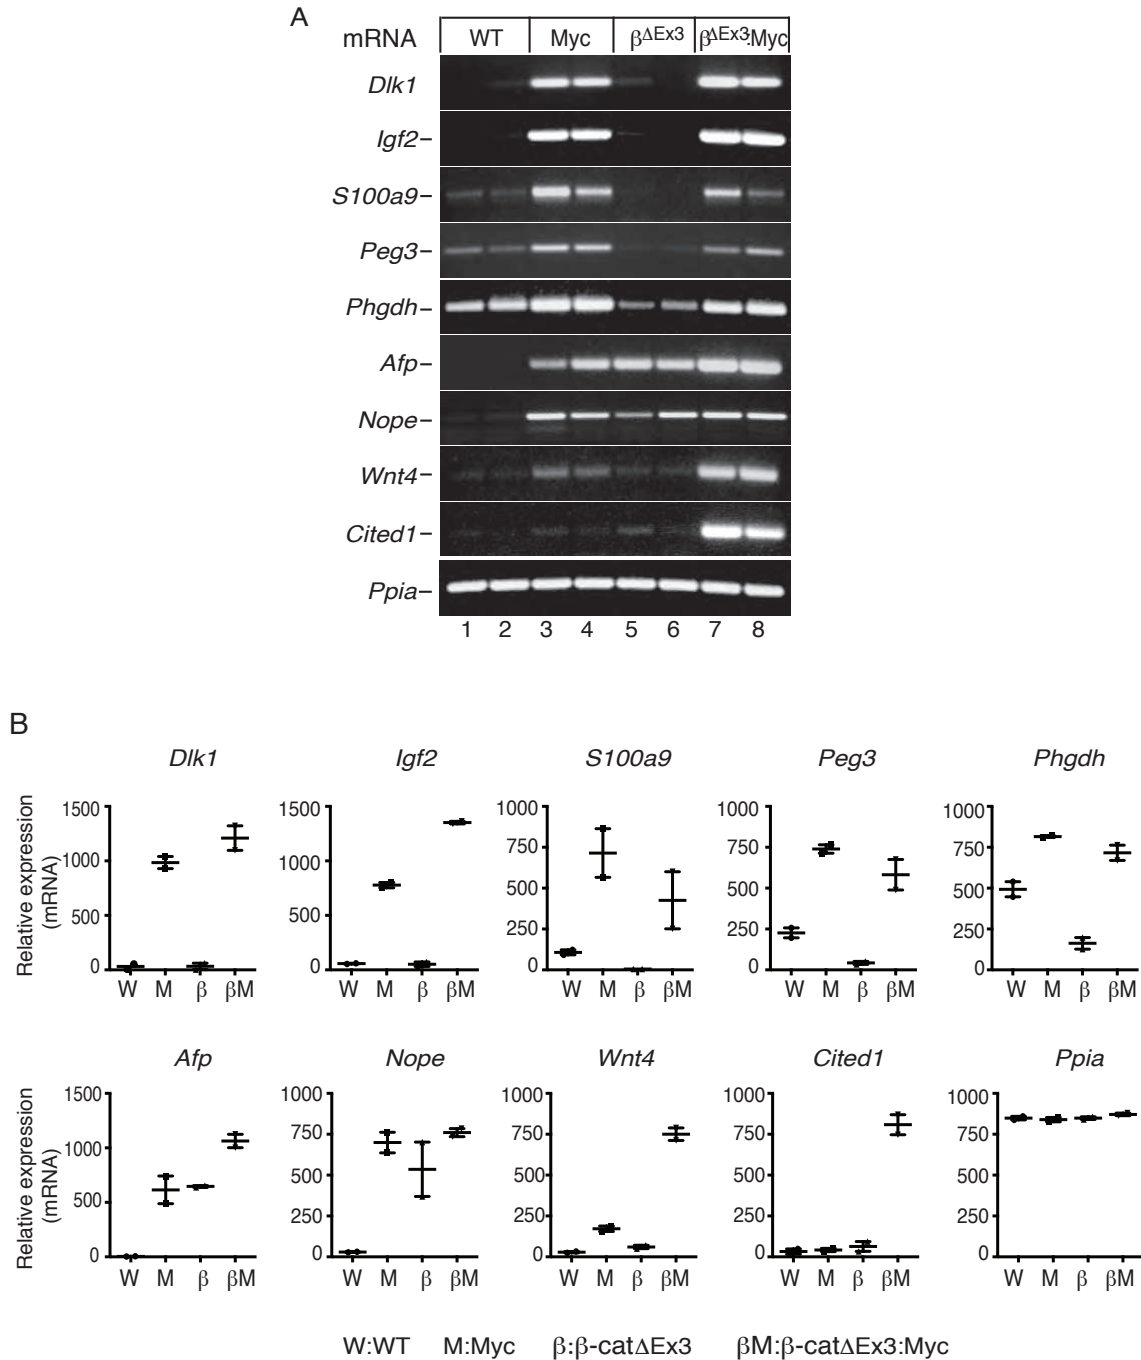 A
mRNA WT Myc βΔEx3 βΔEx3:Myc
Dlk1
Igf2
S100a9
Peg3
Phgdh
Afp
Nope
Wnt4
Cited1
Ppia
1 2 3 4 5 6 7 8
B
Dlk1 Igf2 S100a9 Peg3 Phgdh
Relative expression
(mRNA)
1500 1500 1000 1000 1000
1000 1000 750 750 750
500 500 500 500 500
250 250 250
0 0 0 0 0
W M β βM W M β βM W M β βM W M β βM W M β βM
Afp Nope Wnt4 Cited1 Ppia
Relative expression
(mRNA)
1500 1000 1000 1000 1000
1000 750 750 750 750
500 500 500 500 500
250 250 250 250
0 0 0 0 0
W M β βM W M β βM W M β βM W M β βM W M β βM
W:WT M:Myc β:β-catΔEx3 βM:β-catΔEx3:Myc